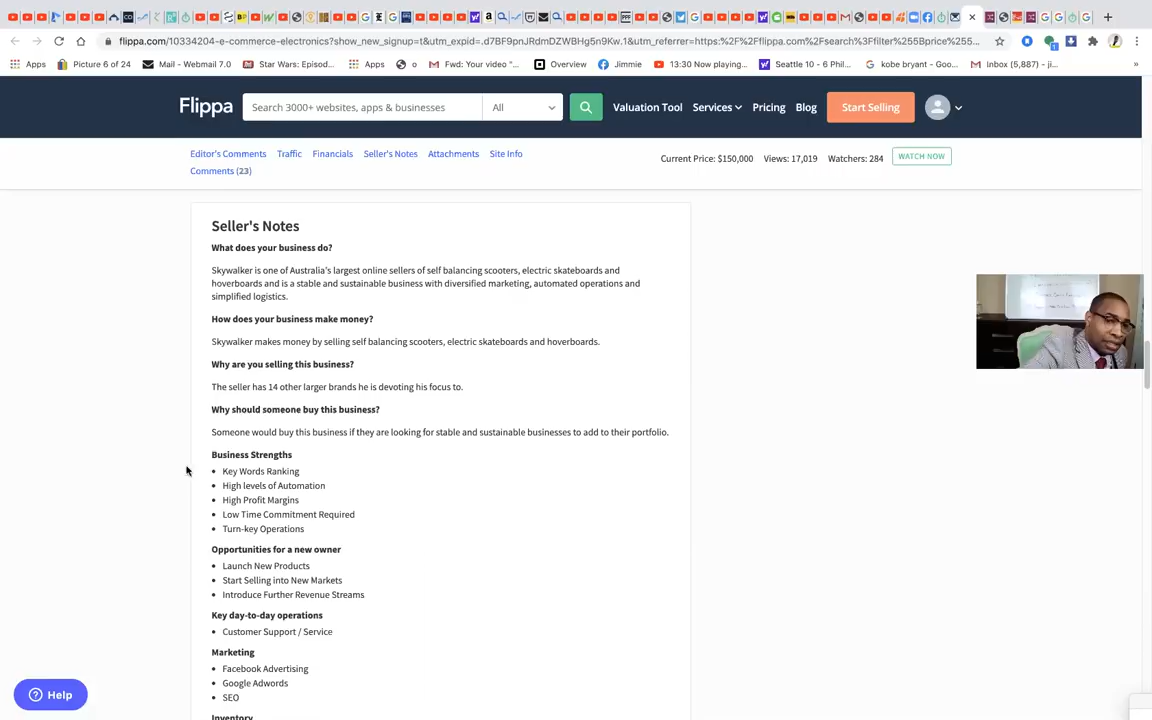 flippa.com/10334204-e-commerce-electronics?show_new_signup=t&utm_expid=.d7BF9pnJRdmDZWBHg5n9Kw.1&utm_referrer=https:%2F%2Fflippa.com%2Fsearch%3Ffilter%255Bprice%255...
Apps Picture 6 of 24 Mail - Webmail 7.0 Star Wars: Episod... Apps o Fwd: Your video "... Overview Jimmie 13:30 Now playing... Seattle 10 - 6 Phil... kobe bryant - Goo... Inbox (5,887) - ji... »
Flippa Search 3000+ websites, apps & businesses All Valuation Tool Services Pricing Blog Start Selling
Editor's Comments Traffic Financials Seller's Notes Attachments Site Info
Current Price: $150,000 Views: 17,019 Watchers: 284 WATCH NOW
Comments (23)
Seller's Notes
What does your business do?
Skywalker is one of Australia's largest online sellers of self balancing scooters, electric skateboards and
hoverboards and is a stable and sustainable business with diversified marketing, automated operations and
simplified logistics.
How does your business make money?
Skywalker makes money by selling self balancing scooters, electric skateboards and hoverboards.
Why are you selling this business?
The seller has 14 other larger brands he is devoting his focus to.
Why should someone buy this business?
Someone would buy this business if they are looking for stable and sustainable businesses to add to their portfolio.
Business Strengths
• Key Words Ranking
• High levels of Automation
• High Profit Margins
• Low Time Commitment Required
• Turn-key Operations
Opportunities for a new owner
• Launch New Products
• Start Selling into New Markets
• Introduce Further Revenue Streams
Key day-to-day operations
• Customer Support / Service
Marketing
• Facebook Advertising
• Google Adwords
• SEO
Inventory
Help